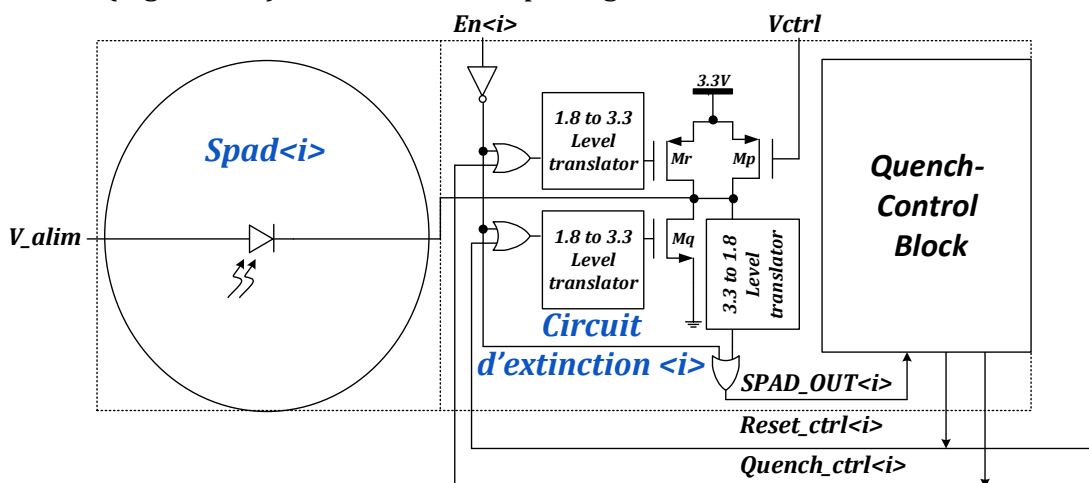 En<i>
Vctrl
3.3V
1.8 to 3.3
Level
translator
Mr
Mp
Spad<i>
Quench-
Control
Block
V_alim
1.8 to 3.3
Level
translator
Mq
3.3 to 1.8
Level
translator
Circuit
d'extinction <i>
SPAD_OUT<i>
Reset_ctrl<i>
Quench_ctrl<i>